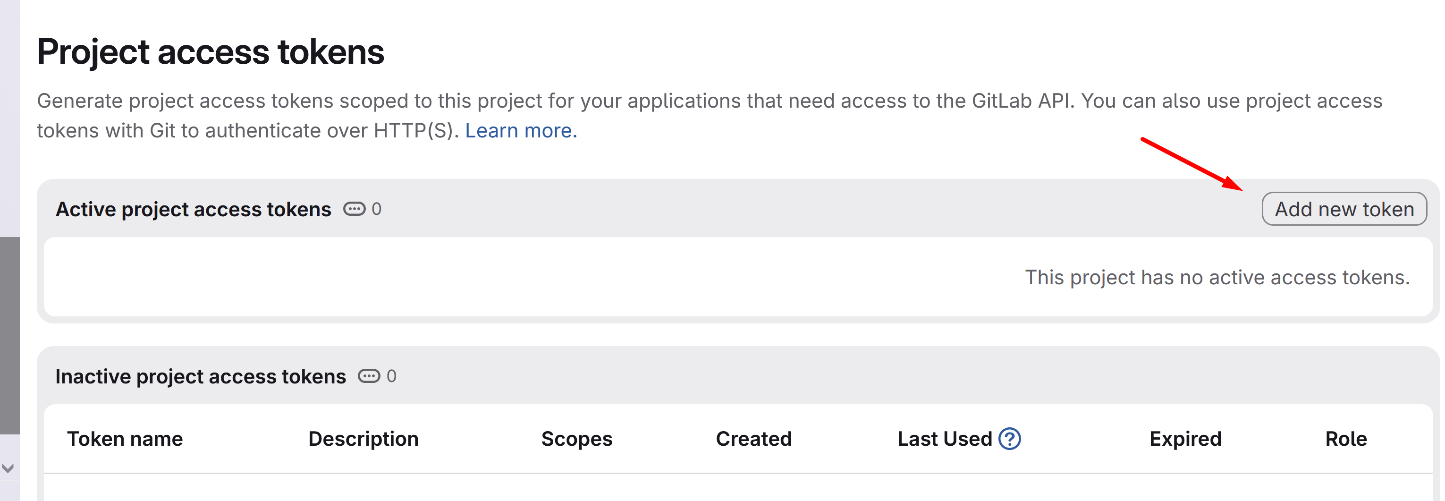 Project access tokens
Generate project access tokens scoped to this project for your applications that need access to the GitLab API. You can also use project access
tokens with Git to authenticate over HTTP(S). Learn more.
Active project access tokens 0
Add new token
This project has no active access tokens.
Inactive project access tokens 0
Token name Description Scopes Created Last Used ? Expired Role